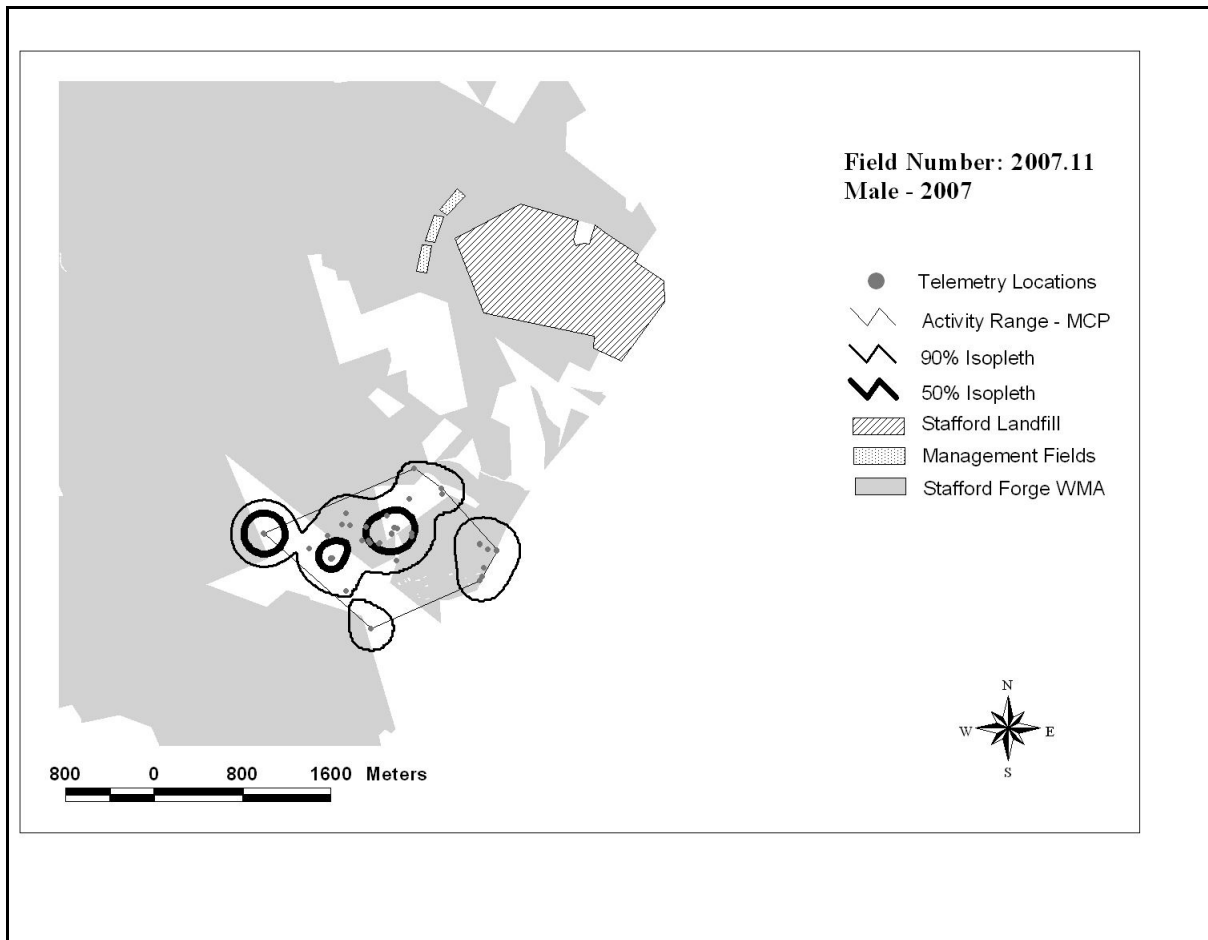 Field Number: 2007.11
Male - 2007
Telemetry Locations
Activity Range - MCP
90% Isopleth
50% Isopleth
Stafford Landfill
Management Fields
Stafford Forge WMA
N
W E
S
800 0 800 1600 Meters